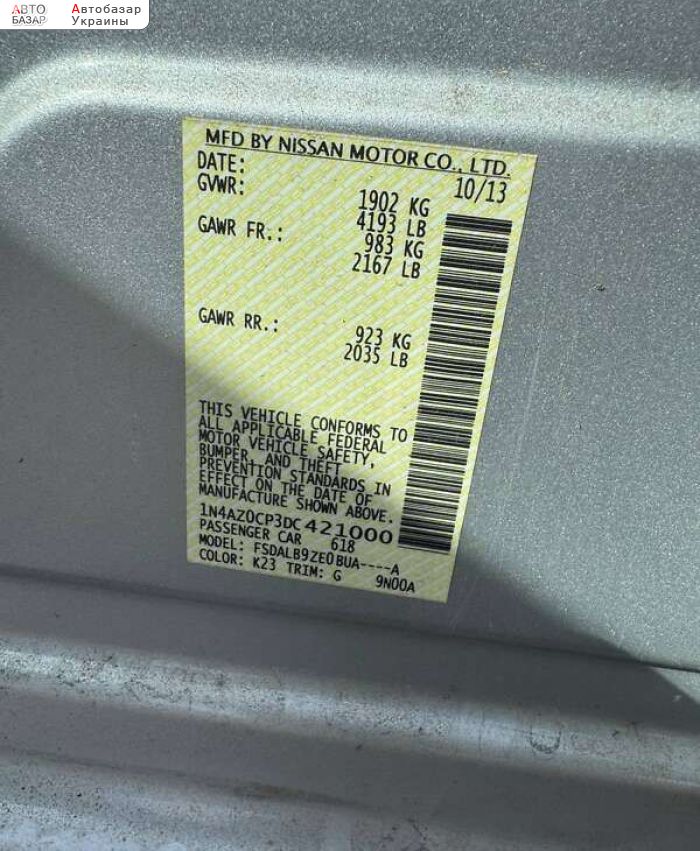 АВТО
БАЗАР
Автобазар
Украины
MFD BY NISSAN MOTOR CO., LTD.
DATE: 10/13
GVWR: 1902 KG
4193 LB
GAWR FR.: 983 KG
2167 LB
GAWR RR.: 923 KG
2035 LB
THIS VEHICLE CONFORMS TO
ALL APPLICABLE FEDERAL
MOTOR VEHICLE SAFETY,
BUMPER, AND THEFT
PREVENTION STANDARDS IN
EFFECT ON THE DATE OF
MANUFACTURE SHOWN ABOVE.
1N4AZ0CP3DC421000
PASSENGER CAR 618
MODEL: FSDALB9ZE0BUA----A
COLOR: K23 TRIM: G 9N00A